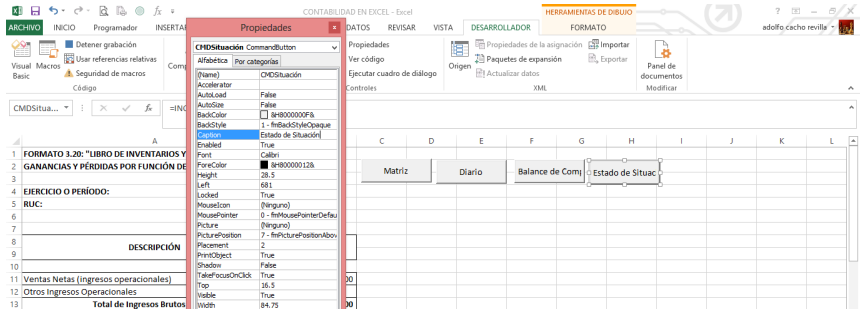 CONTABILIDAD EN EXCEL - Excel
HERRAMIENTAS DE DIBUJO
ARCHIVO INICIO Programador INSERTA DATOS REVISAR VISTA DESARROLLADOR FORMATO adolfo cacho revilla
Visual Basic
Macros
Detener grabación
Usar referencias relativas
Seguridad de macros
Código
Propiedades
Ver código
Ejecutar cuadro de diálogo
Controles
Origen
Propiedades de la asignación
Paquetes de expansión
Actualizar datos
Importar
Exportar
XML
Panel de documentos
Modificar
CMDSitua...
fx
Propiedades
CMDSituación CommandButton
Alfabética Por categorías
(Name) CMDSituación
Accelerator
AutoLoad False
AutoSize False
BackColor &H8000000F&
BackStyle 1 - fmBackStyleOpaque
Caption Estado de Situación
Enabled True
Font Calibri
ForeColor &H80000012&
Height 28.5
Left 681
Locked True
MouseIcon (Ninguno)
MousePointer 0 - fmMousePointerDefau
Picture (Ninguno)
PicturePosition 7 - fmPicturePositionAbov
Placement 2
PrintObject True
Shadow False
TakeFocusOnClick True
Top 16.5
Visible True
Width 84.75
A C D E F G H I J K L
1 FORMATO 3.20: "LIBRO DE INVENTARIOS Y
2 GANANCIAS Y PÉRDIDAS POR FUNCIÓN DE
3
4 EJERCICIO O PERÍODO:
5 RUC:
6
7
8 DESCRIPCIÓN
9
10
11 Ventas Netas (ingresos operacionales) 00
12 Otros Ingresos Operacionales
13 Total de Ingresos Brutos 00
Matriz Diario Balance de Com Estado de Situac